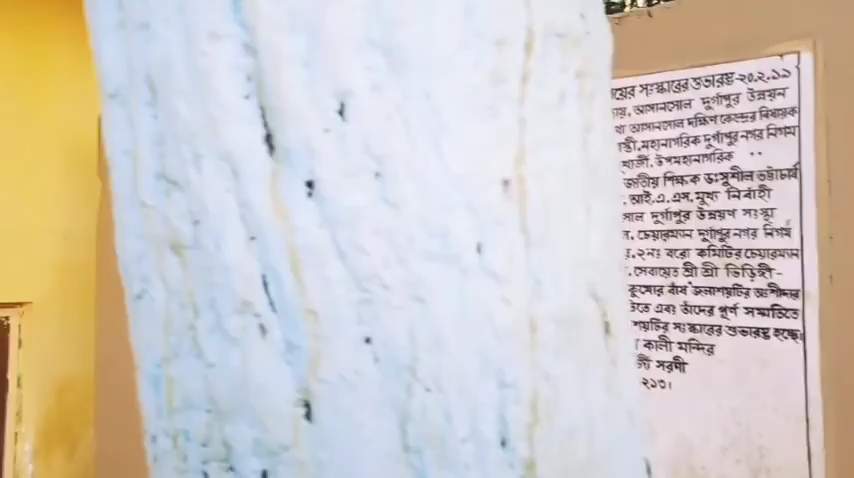 য়ের সংস্কারের শুভারম্ভ-২০.২.১১
আসানসোল দুর্গাপুর উন্নয়ন
আসানসোল দক্ষিণ কেন্দ্রের বিধায়ক
মহানাগরিক দুর্গাপুর নগর নিগম
উপমহানাগরিক
জাতীয় শিক্ষক ডঃ সুশীল ভট্টাচার্য
আই.এ.এস. মুখ্য নির্বাহী
সোল দুর্গাপুর উন্নয়ণ সংস্থা
চেয়ারম্যান দুর্গাপুর নগর নিগম
২নঃ বরো কমিটির চেয়ারম্যান
সেবায়েত শ্রী শ্রী ভিড়িঙ্গী-
বাঁধ জলাশয়টির অংশীদার
এবং তাঁদের পূর্ণ সম্মতিতে
শয়টির সংস্কারের শুভারম্ভ হচ্ছে।
কালী মন্দির
সরণী
২১৩।